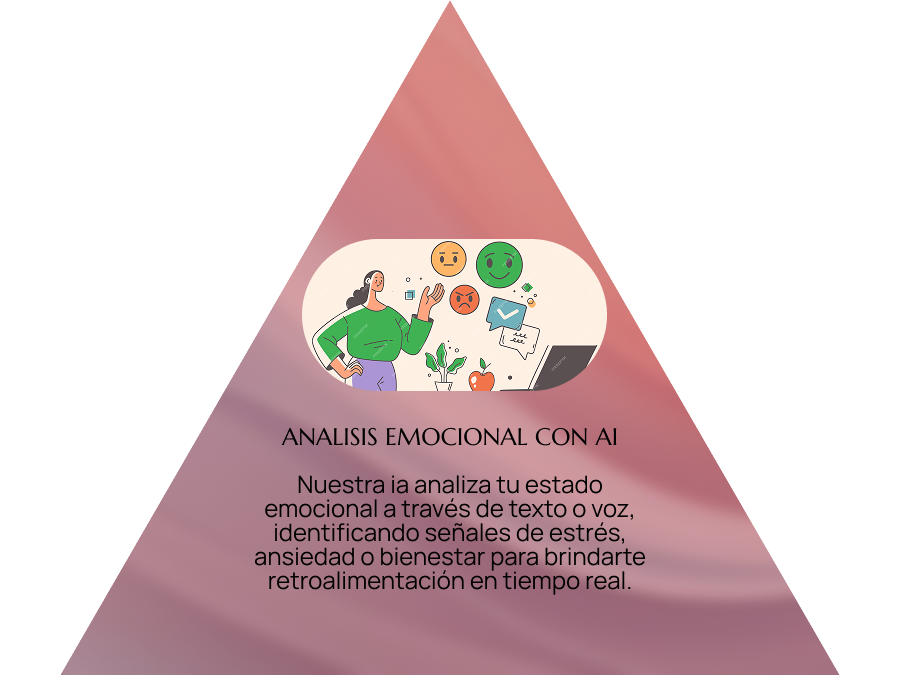 ANALISIS EMOCIONAL CON AI
Nuestra ia analiza tu estado
emocional a través de texto o voz,
identificando señales de estrés,
ansiedad o bienestar para brindarte
retroalimentación en tiempo real.